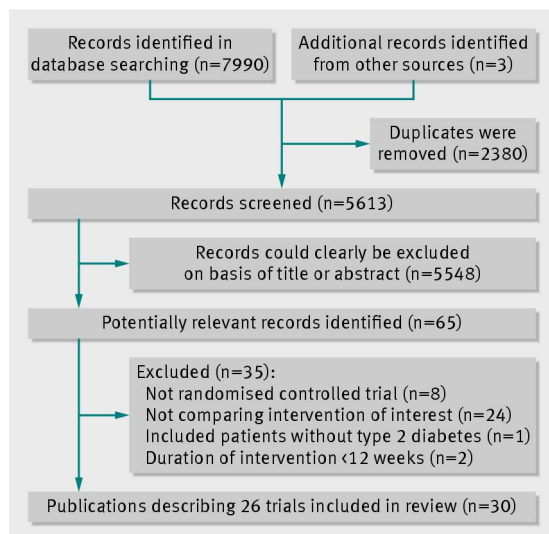 Records identified in
database searching (n=7990)
Additional records identified
from other sources (n=3)
Duplicates were
removed (n=2380)
Records screened (n=5613)
Records could clearly be excluded
on basis of title or abstract (n=5548)
Potentially relevant records identified (n=65)
Excluded (n=35):
Not randomised controlled trial (n=8)
Not comparing intervention of interest (n=24)
Included patients without type 2 diabetes (n=1)
Duration of intervention <12 weeks (n=2)
Publications describing 26 trials included in review (n=30)